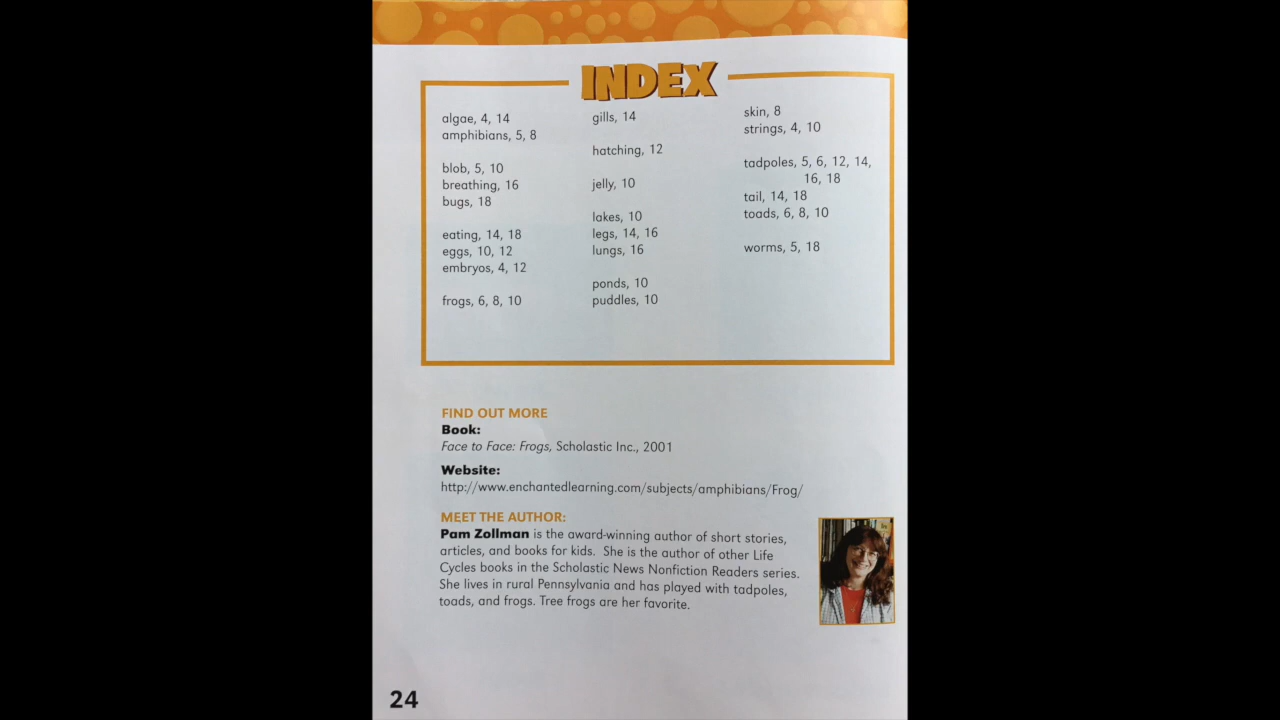 INDEX
algae, 4, 14
amphibians, 5, 8
blob, 5, 10
breathing, 16
bugs, 18
eating, 14, 18
eggs, 10, 12
embryos, 4, 12
frogs, 6, 8, 10
gills, 14
hatching, 12
jelly, 10
lakes, 10
legs, 14, 16
lungs, 16
ponds, 10
puddles, 10
skin, 8
strings, 4, 10
tadpoles, 5, 6, 12, 14,
16, 18
tail, 14, 18
toads, 6, 8, 10
worms, 5, 18
FIND OUT MORE
Book:
Face to Face: Frogs, Scholastic Inc., 2001
Website:
http://www.enchantedlearning.com/subjects/amphibians/Frog/
MEET THE AUTHOR:
Pam Zollman is the award-winning author of short stories,
articles, and books for kids. She is the author of other Life
Cycles books in the Scholastic News Nonfiction Readers series.
She lives in rural Pennsylvania and has played with tadpoles,
toads, and frogs. Tree frogs are her favorite.
24